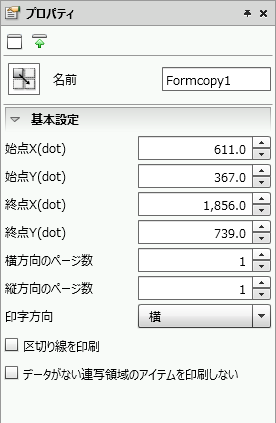 プロパティ
名前 Formcopy1
基本設定
始点X(dot) 611.0
始点Y(dot) 367.0
終点X(dot) 1,856.0
終点Y(dot) 739.0
横方向のページ数 1
縦方向のページ数 1
印字方向 横
区切り線を印刷
データがない連写領域のアイテムを印刷しない